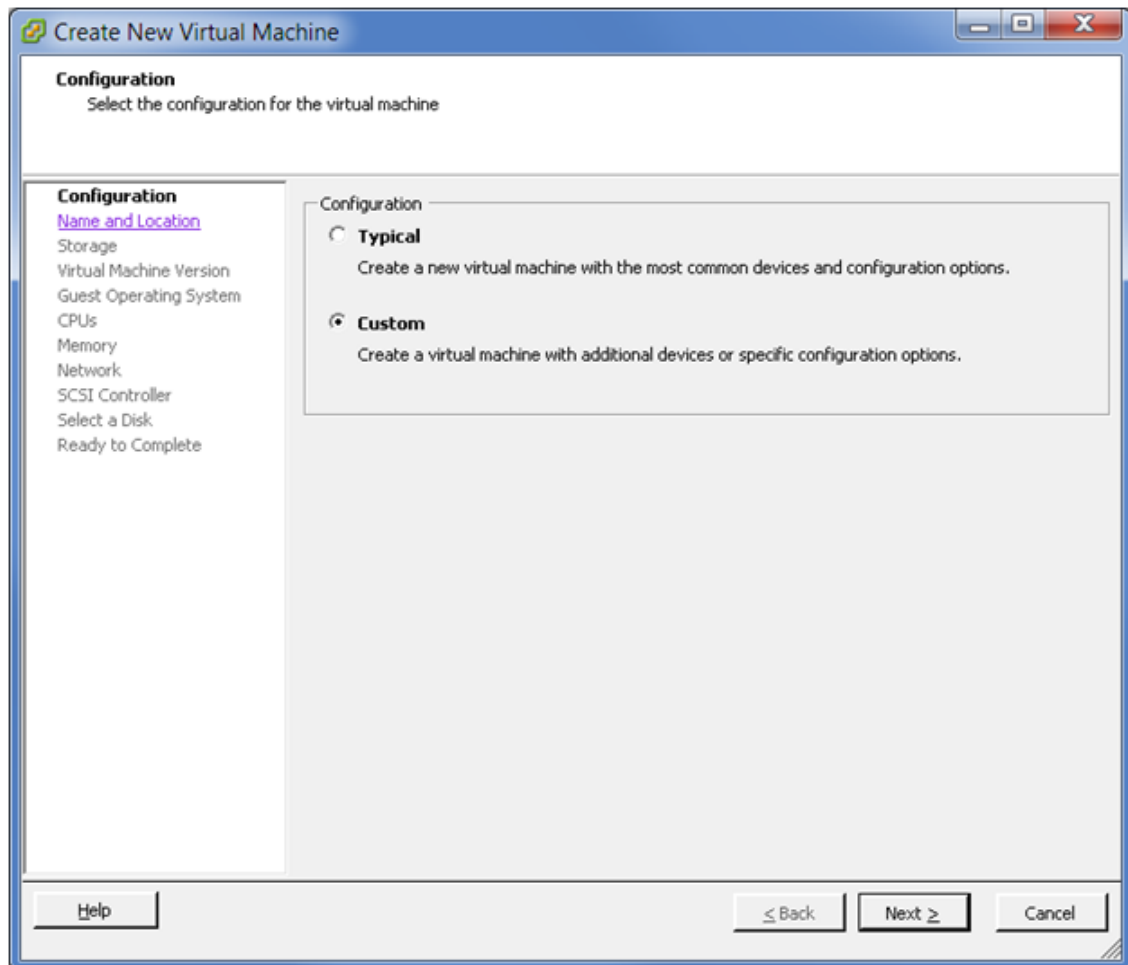 Create New Virtual Machine
Configuration
Select the configuration for the virtual machine
Configuration
Name and Location
Storage
Virtual Machine Version
Guest Operating System
CPUs
Memory
Network
SCSI Controller
Select a Disk
Ready to Complete
Configuration
Typical
Create a new virtual machine with the most common devices and configuration options.
Custom
Create a virtual machine with additional devices or specific configuration options.
Help
< Back
Next >
Cancel